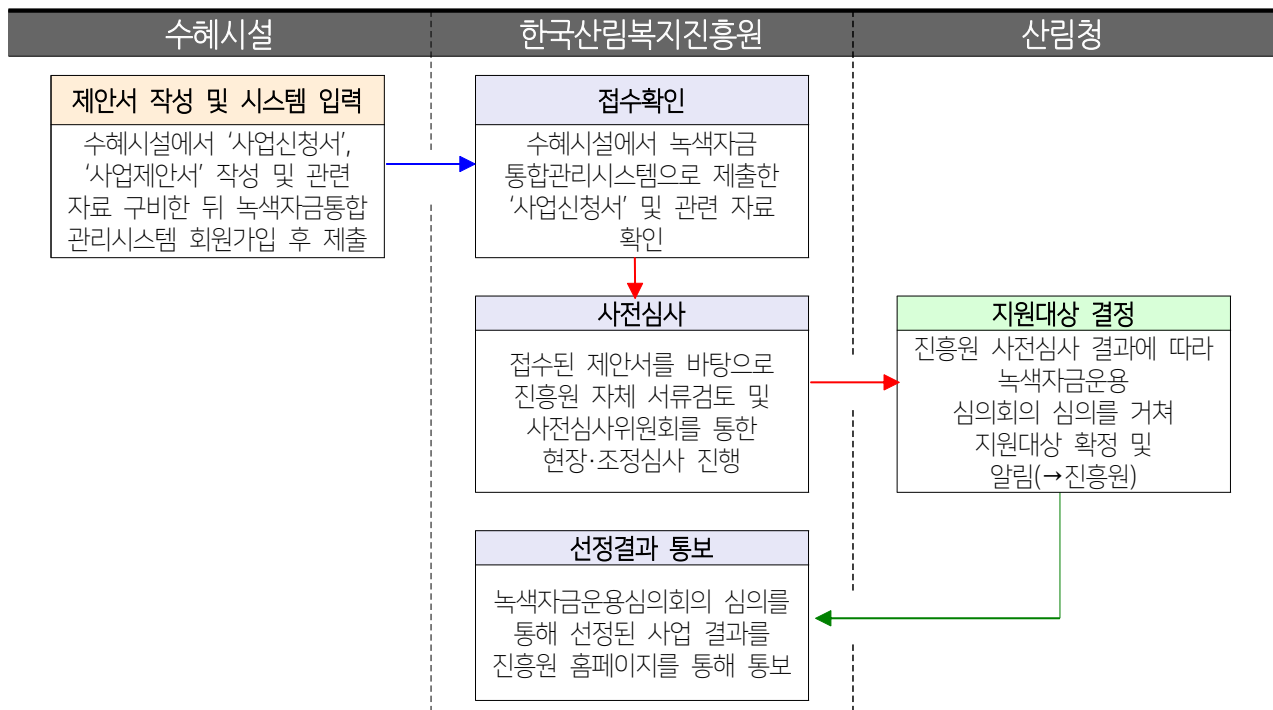 수혜시설
한국산림복지진흥원
산림청
제안서 작성 및 시스템 입력
수혜시설에서 ‘사업신청서’,
‘사업제안서’ 작성 및 관련
자료 구비한 뒤 녹색자금통합
관리시스템 회원가입 후 제출
접수확인
수혜시설에서 녹색자금
통합관리시스템으로 제출한
‘사업신청서’ 및 관련 자료
확인
사전심사
접수된 제안서를 바탕으로
진흥원 자체 서류검토 및
사전심사위원회를 통한
현장·조정심사 진행
지원대상 결정
진흥원 사전심사 결과에 따라
녹색자금운용
심의회의 심의를 거쳐
지원대상 확정 및
알림(→진흥원)
선정결과 통보
녹색자금운용심의회의 심의를
통해 선정된 사업 결과를
진흥원 홈페이지를 통해 통보